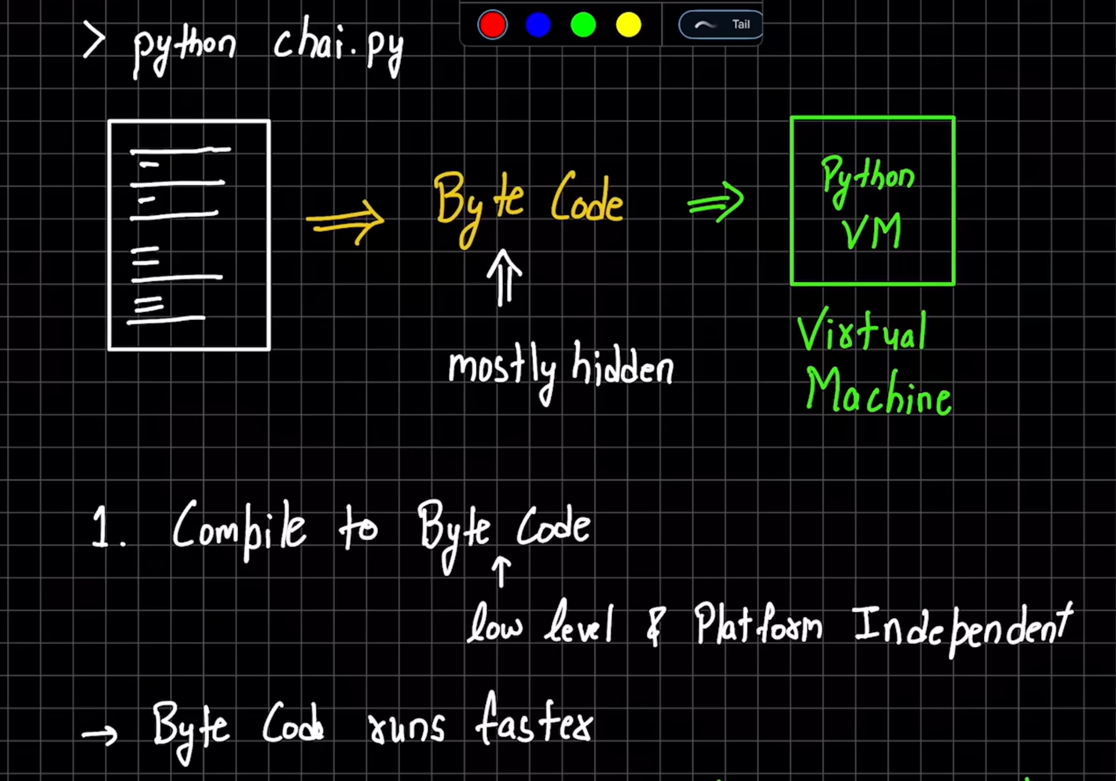 > python chai.py
Tail
Byte Code
Python
VM
mostly hidden
Virtual
Machine
1. Compile to Byte Code
low level & Platform Independent
→ Byte Code runs faster